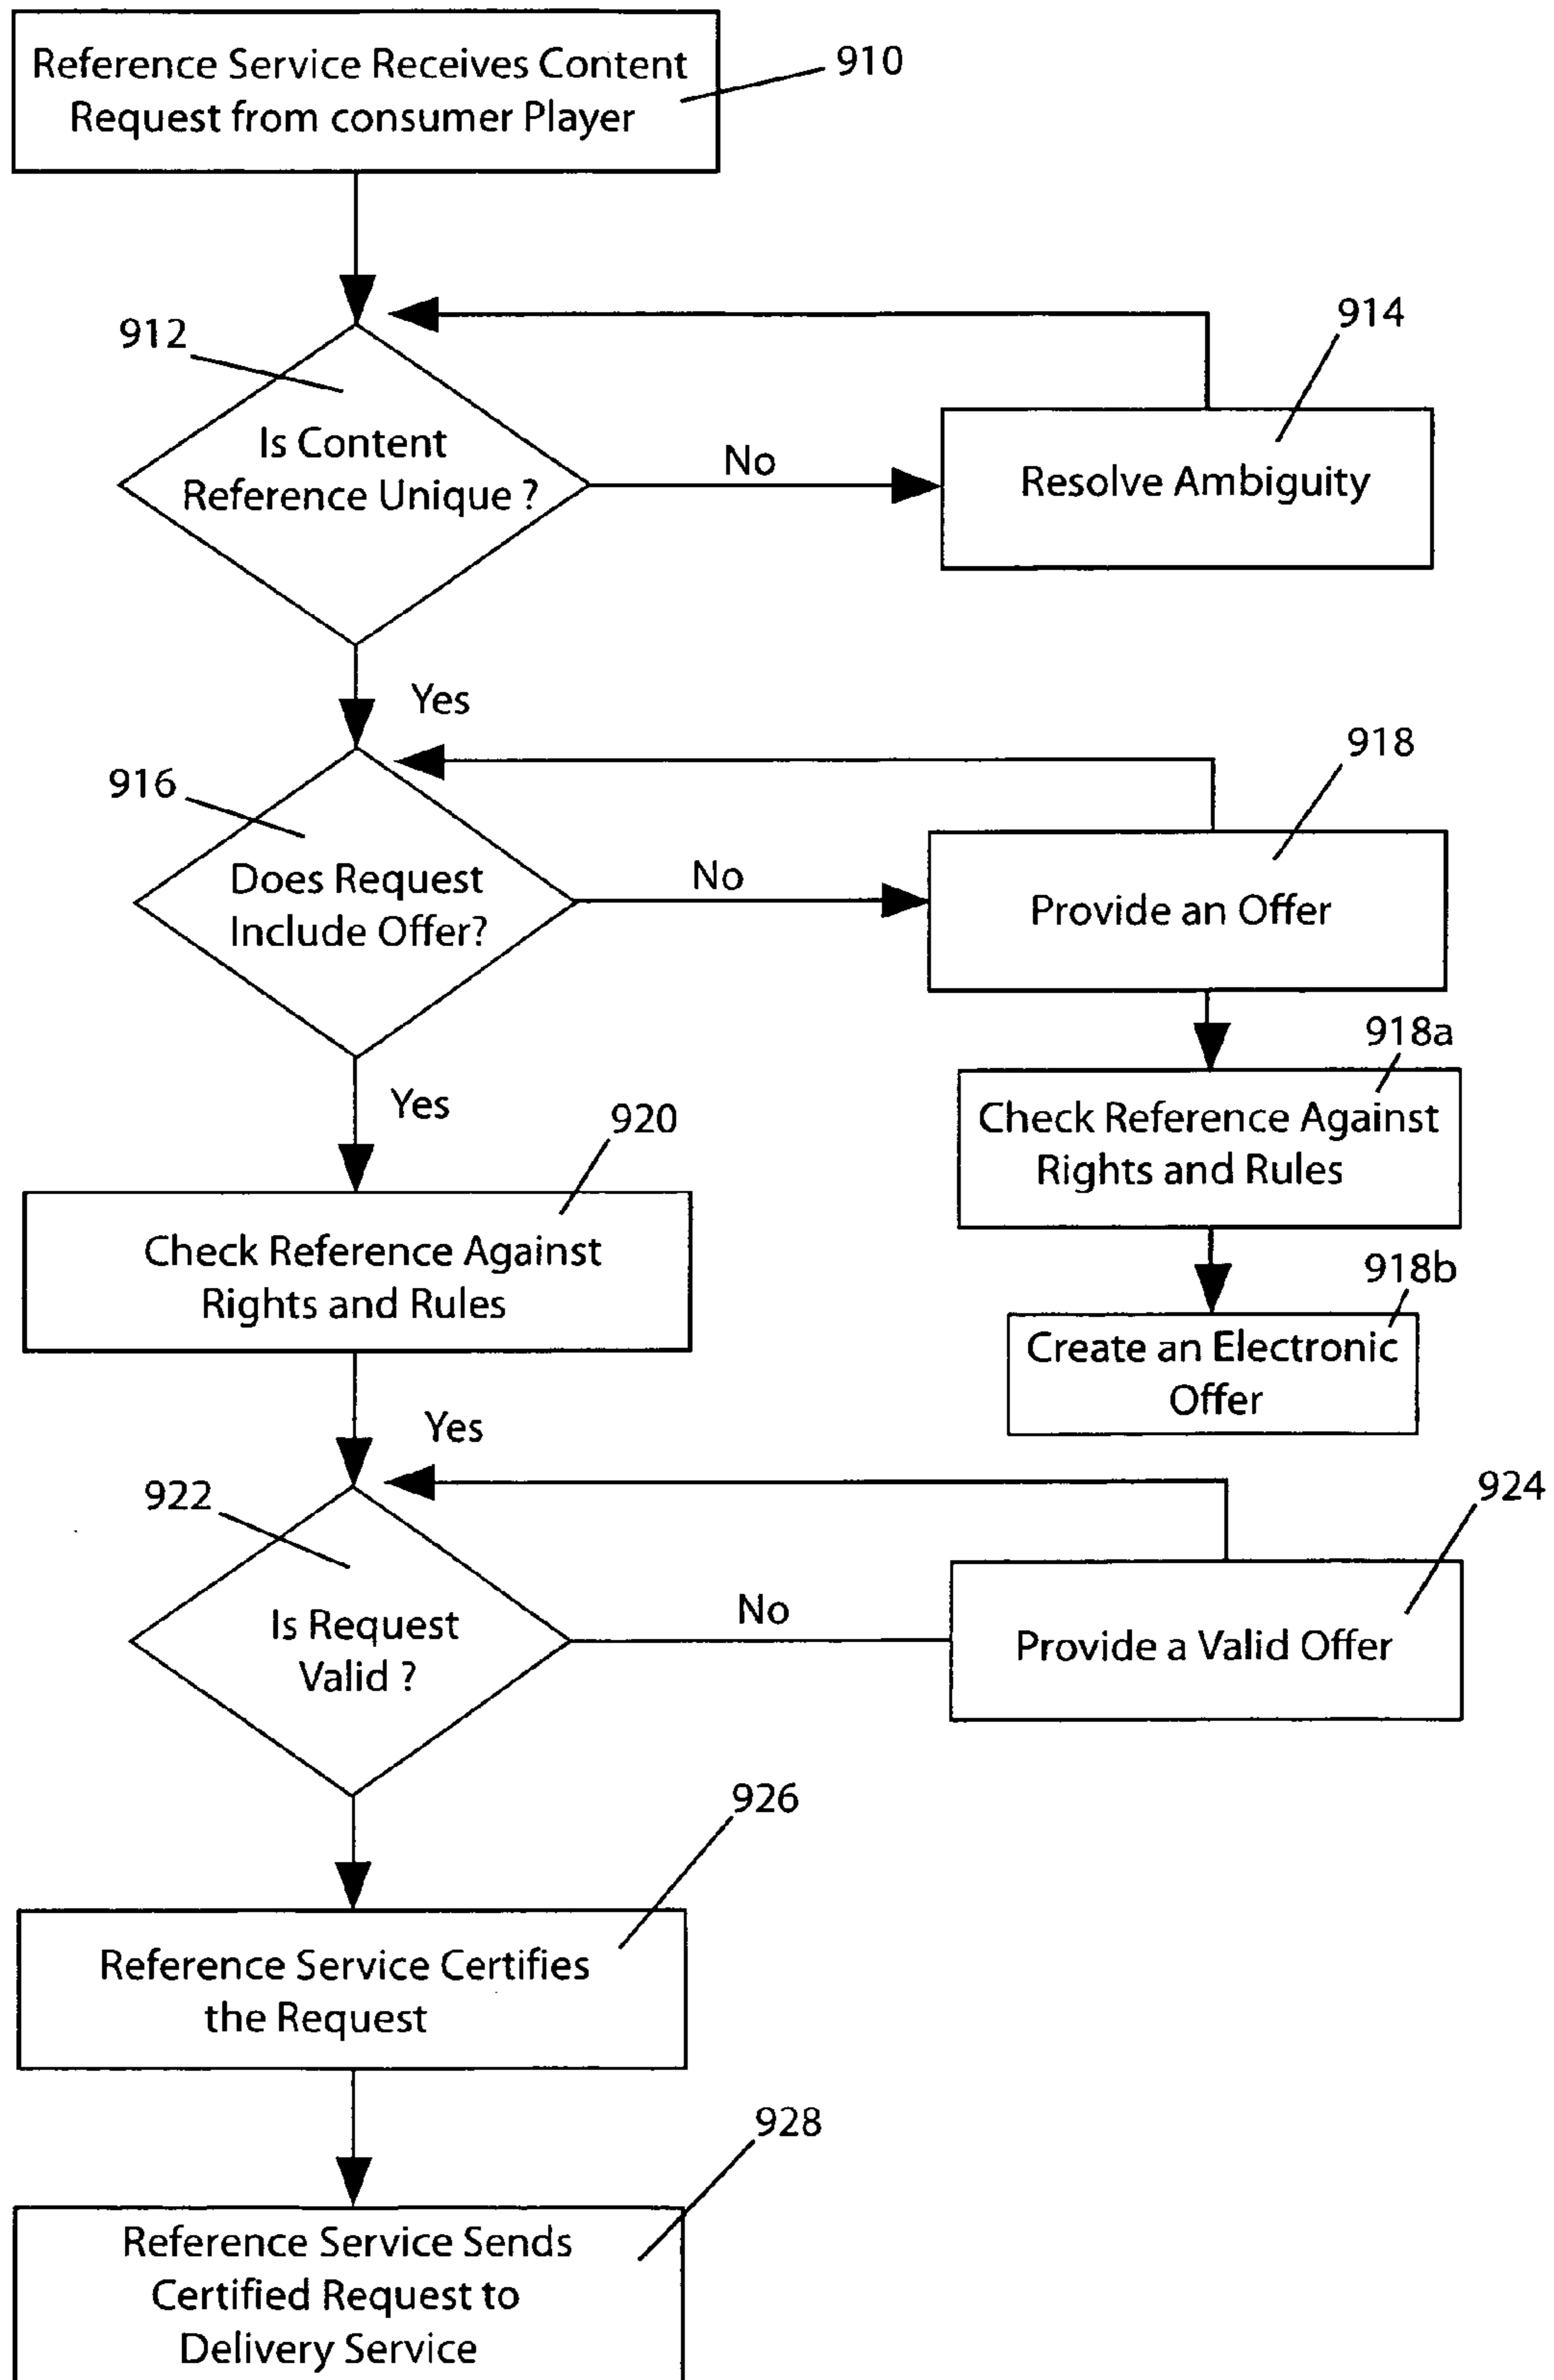 Reference Service Receives Content
Request from consumer Player
910
912
Is Content
Reference Unique ?
No
914
Resolve Ambiguity
Yes
916
Does Request
Include Offer?
No
918
Provide an Offer
918a
Check Reference Against
Rights and Rules
918b
Create an Electronic
Offer
Yes
920
Check Reference Against
Rights and Rules
Yes
922
Is Request
Valid ?
No
924
Provide a Valid Offer
926
Reference Service Certifies
the Request
928
Reference Service Sends
Certified Request to
Delivery Service